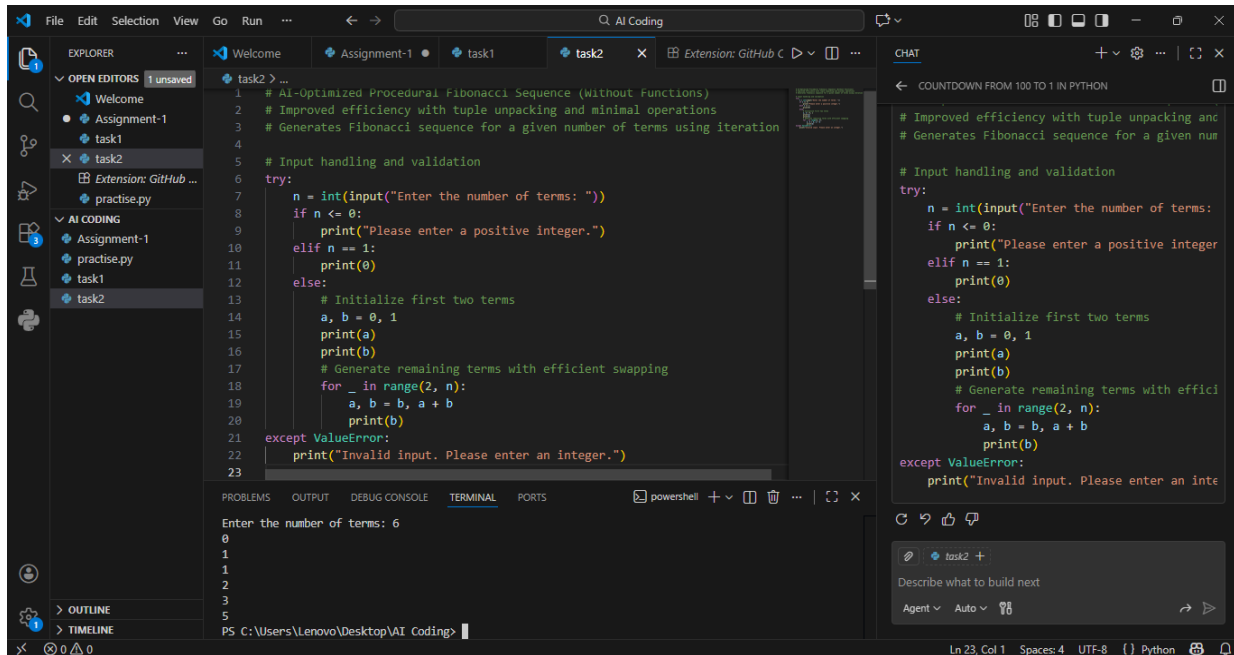 File Edit Selection View Go Run ··· AI Coding
EXPLORER ···
OPEN EDITORS 1 unsaved
Welcome
Assignment-1
task1
task2
Extension: GitHub ...
practise.py
AI CODING
Assignment-1
practise.py
task1
task2
OUTLINE
TIMELINE
Welcome Assignment-1 task1 task2 Extension: GitHub C
task2 > ...
1 # AI-Optimized Procedural Fibonacci Sequence (Without Functions)
2 # Improved efficiency with tuple unpacking and minimal operations
3 # Generates Fibonacci sequence for a given number of terms using iteration
4
5 # Input handling and validation
6 try:
7     n = int(input("Enter the number of terms: "))
8     if n <= 0:
9         print("Please enter a positive integer.")
10     elif n == 1:
11         print(0)
12     else:
13         # Initialize first two terms
14         a, b = 0, 1
15         print(a)
16         print(b)
17         # Generate remaining terms with efficient swapping
18         for _ in range(2, n):
19             a, b = b, a + b
20             print(b)
21 except ValueError:
22     print("Invalid input. Please enter an integer.")
23
PROBLEMS OUTPUT DEBUG CONSOLE TERMINAL PORTS powershell
Enter the number of terms: 6
0
1
1
2
3
5
PS C:\Users\Lenovo\Desktop\AI Coding>
CHAT
COUNTDOWN FROM 100 TO 1 IN PYTHON
# Improved efficiency with tuple unpacking and
# Generates Fibonacci sequence for a given num
# Input handling and validation
try:
    n = int(input("Enter the number of terms:
    if n <= 0:
        print("Please enter a positive integer
    elif n == 1:
        print(0)
    else:
        # Initialize first two terms
        a, b = 0, 1
        print(a)
        print(b)
        # Generate remaining terms with effici
        for _ in range(2, n):
            a, b = b, a + b
            print(b)
except ValueError:
    print("Invalid input. Please enter an inte
task2 +
Describe what to build next
Agent Auto
0 0 Ln 23, Col 1 Spaces: 4 UTF-8 {} Python